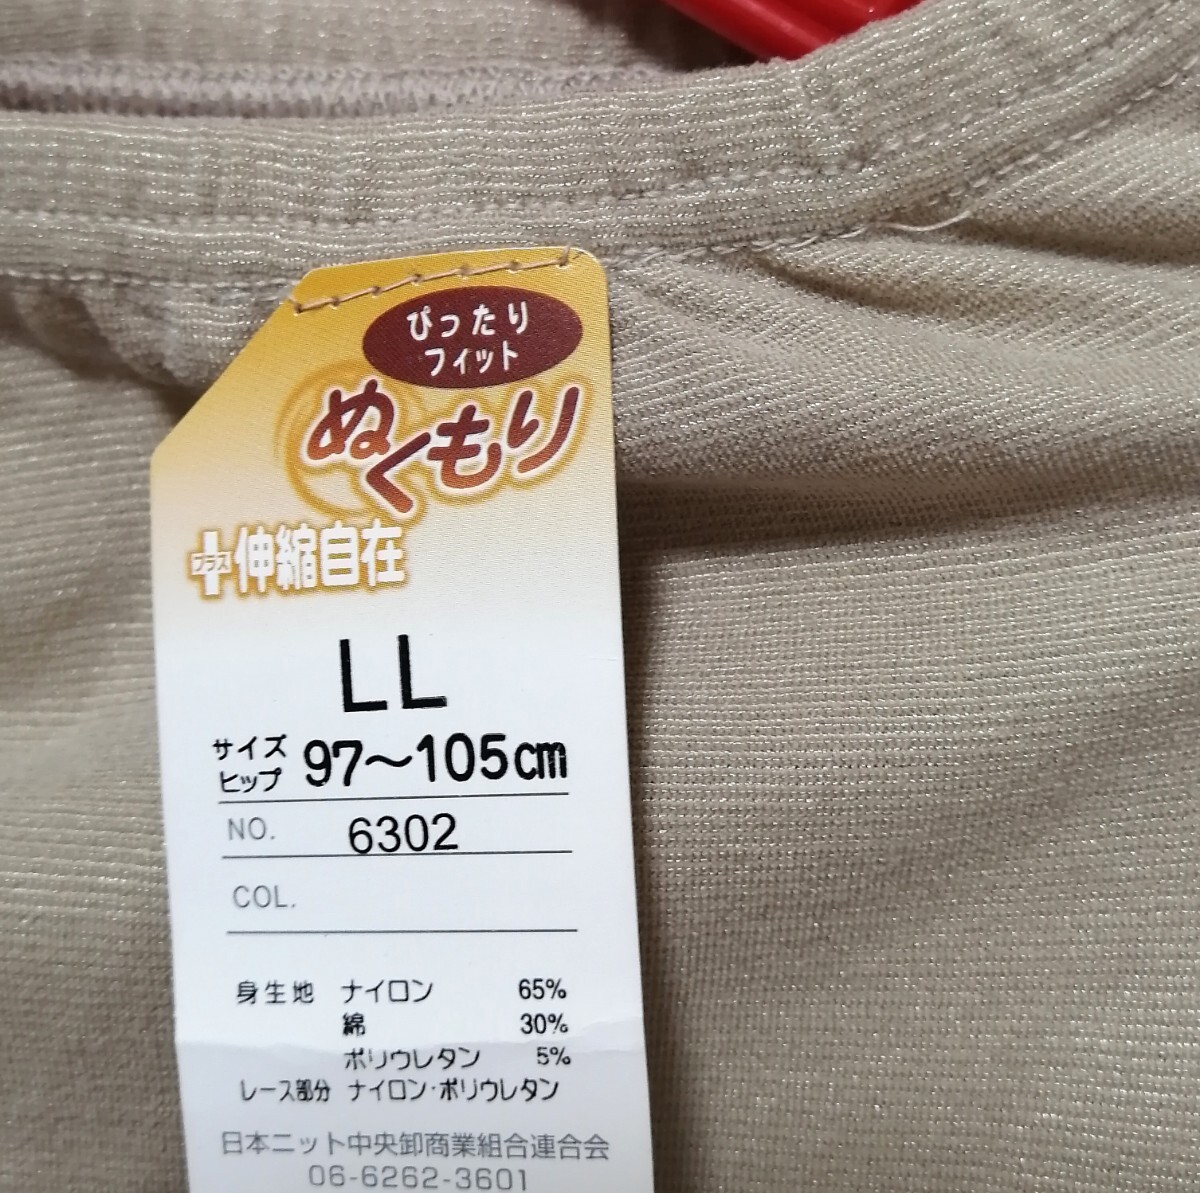 ぴったり
フィット
ぬくもり
プラス伸縮自在
LL
サイズ
ヒップ 97～105cm
NO. 6302
COL.
身生地 ナイロン 65%
綿 30%
ポリウレタン 5%
レース部分 ナイロン・ポリウレタン
日本ニット中央卸商業組合連合会
06-6262-3601